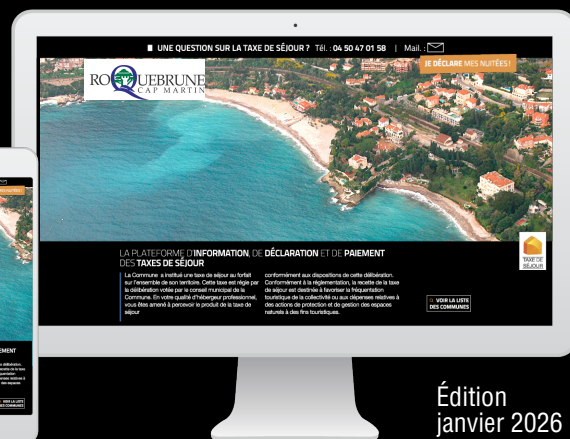 UNE QUESTION SUR LA TAXE DE SÉJOUR ? Tél. : 04 50 47 01 58 | Mail. :
JE DÉCLARE MES NUITÉES !
ROQUEBRUNE
CAP MARTIN
LA PLATEFORME D'INFORMATION, DE DÉCLARATION ET DE PAIEMENT
DES TAXES DE SÉJOUR
La Commune a institué une taxe de séjour au forfait
sur l'ensemble de son territoire. Cette taxe est régie par
la délibération votée par le conseil municipal de la
Commune. En votre qualité d'hébergeur professionnel,
vous êtes amené à percevoir le produit de la taxe de
séjour
conformément aux dispositions de cette délibération.
Conformément à la réglementation, la recette de la taxe
de séjour est destinée à favoriser la fréquentation
touristique de la collectivité ou aux dépenses relatives à
des actions de protection et de gestion des espaces
naturels à des fins touristiques.
VOIR LA LISTE
DES COMMUNES
TAXE DE
SÉJOUR
Édition
janvier 2026